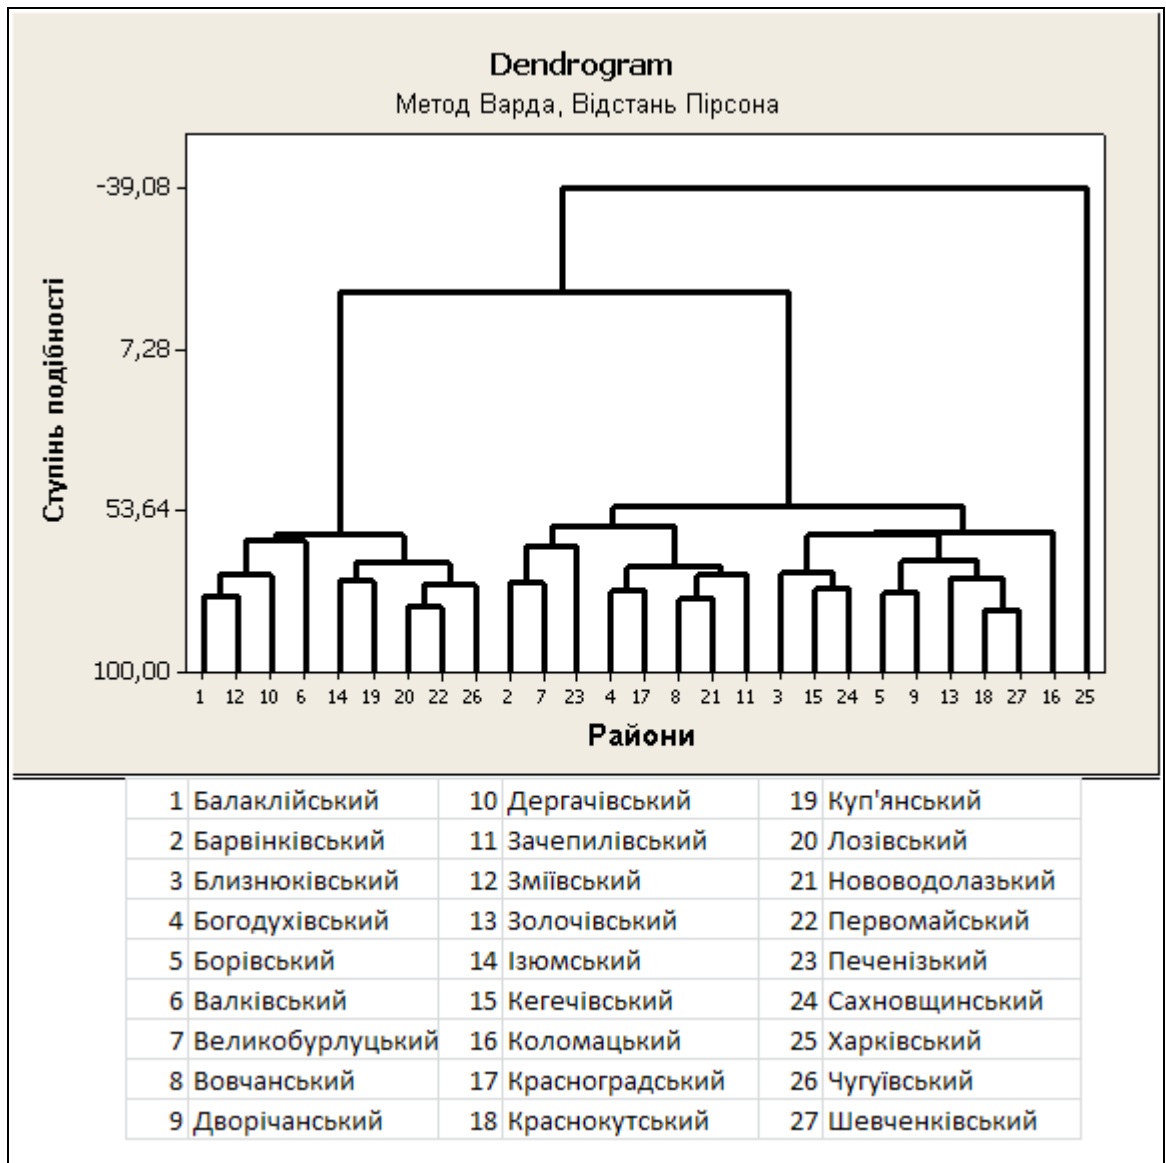 Dendrogram
Метод Варда, Відстань Пірсона
Ступінь подібності
-39,08
7,28
53,64
100,00
1 12 10 6 14 19 20 22 26 2 7 23 4 17 8 21 11 3 15 24 5 9 13 18 27 16 25
Райони
1 Балаклійський 10 Дергачівський 19 Куп'янський
2 Барвінківський 11 Зачепилівський 20 Лозівський
3 Близнюківський 12 Зміївський 21 Нововодолазький
4 Богодухівський 13 Золочівський 22 Первомайський
5 Борівський 14 Ізюмський 23 Печенізький
6 Валківський 15 Кегечівський 24 Сахновщинський
7 Великобурлуцький 16 Коломацький 25 Харківський
8 Вовчанський 17 Красноградський 26 Чугуївський
9 Дворічанський 18 Краснокутський 27 Шевченківський